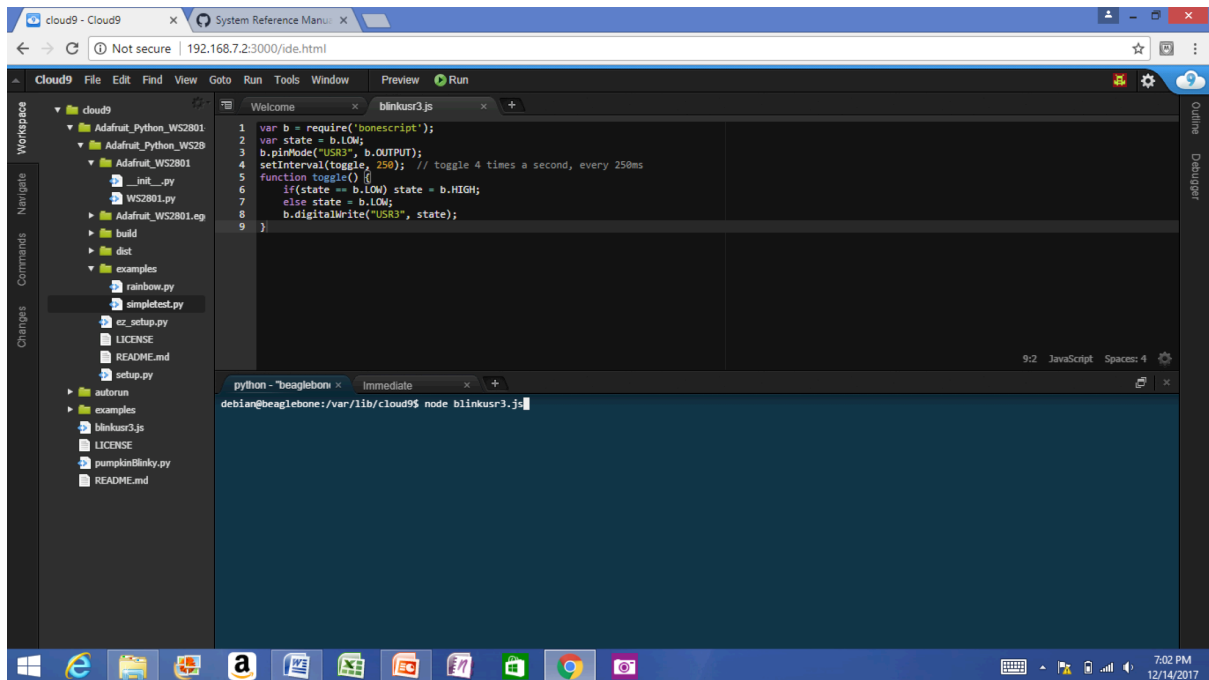 cloud9 - Cloud9
System Reference Manu
Not secure | 192.168.7.2:3000/ide.html
Cloud9 File Edit Find View Goto Run Tools Window Preview Run
Workspace
Navigate
Commands
Changes
cloud9
Adafruit_Python_WS2801-
Adafruit_Python_WS28
Adafruit_WS2801
__init__.py
WS2801.py
Adafruit_WS2801.eg
build
dist
examples
rainbow.py
simpletest.py
ez_setup.py
LICENSE
README.md
setup.py
autorun
examples
blinkusr3.js
LICENSE
pumpkinBlinky.py
README.md
Welcome
blinkusr3.js
1 var b = require('bonescript');
2 var state = b.LOW;
3 b.pinMode("USR3", b.OUTPUT);
4 setInterval(toggle, 250); // toggle 4 times a second, every 250ms
5 function toggle() {
6 if(state == b.LOW) state = b.HIGH;
7 else state = b.LOW;
8 b.digitalWrite("USR3", state);
9 }
9:2 JavaScript Spaces: 4
Outline
Debugger
python - "beaglebon
Immediate
debian@beaglebone:/var/lib/cloud9$ node blinkusr3.js
7:02 PM
12/14/2017